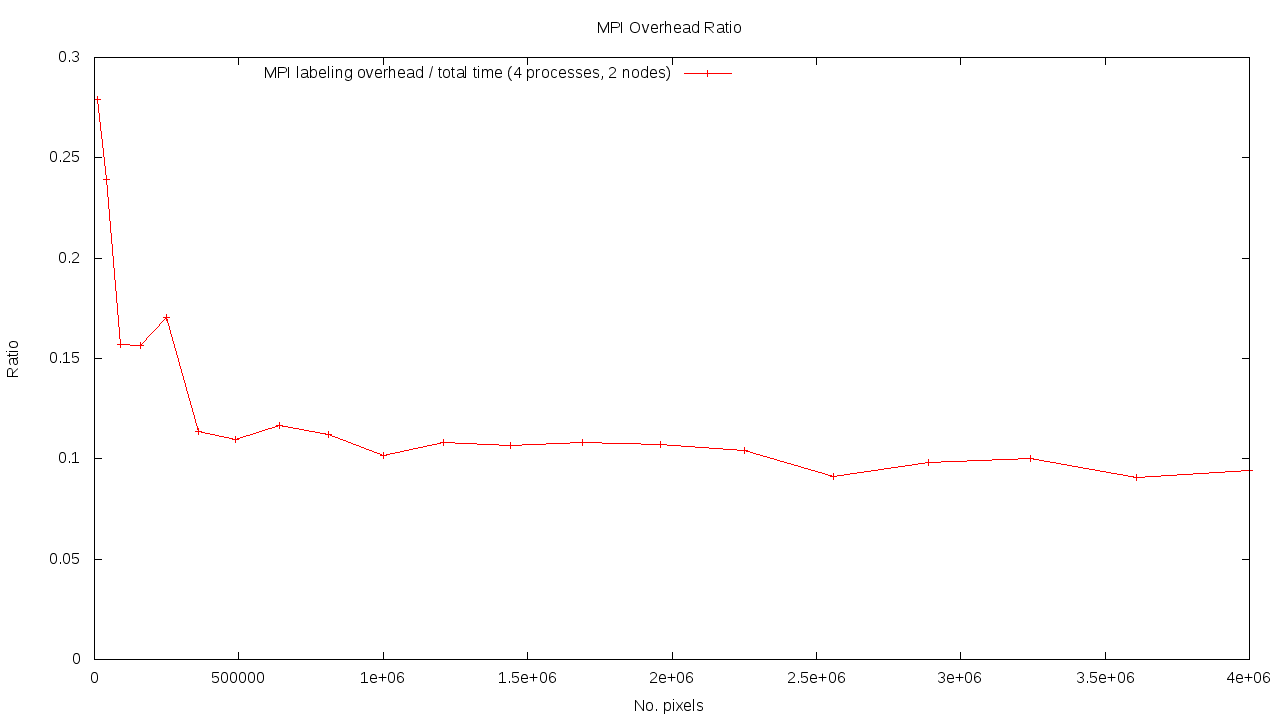 MPI Overhead Ratio
MPI labeling overhead / total time (4 processes, 2 nodes)
0.3
0.25
0.2
0.15
0.1
0.05
0
Ratio
0 500000 1e+06 1.5e+06 2e+06 2.5e+06 3e+06 3.5e+06 4e+06
No. pixels